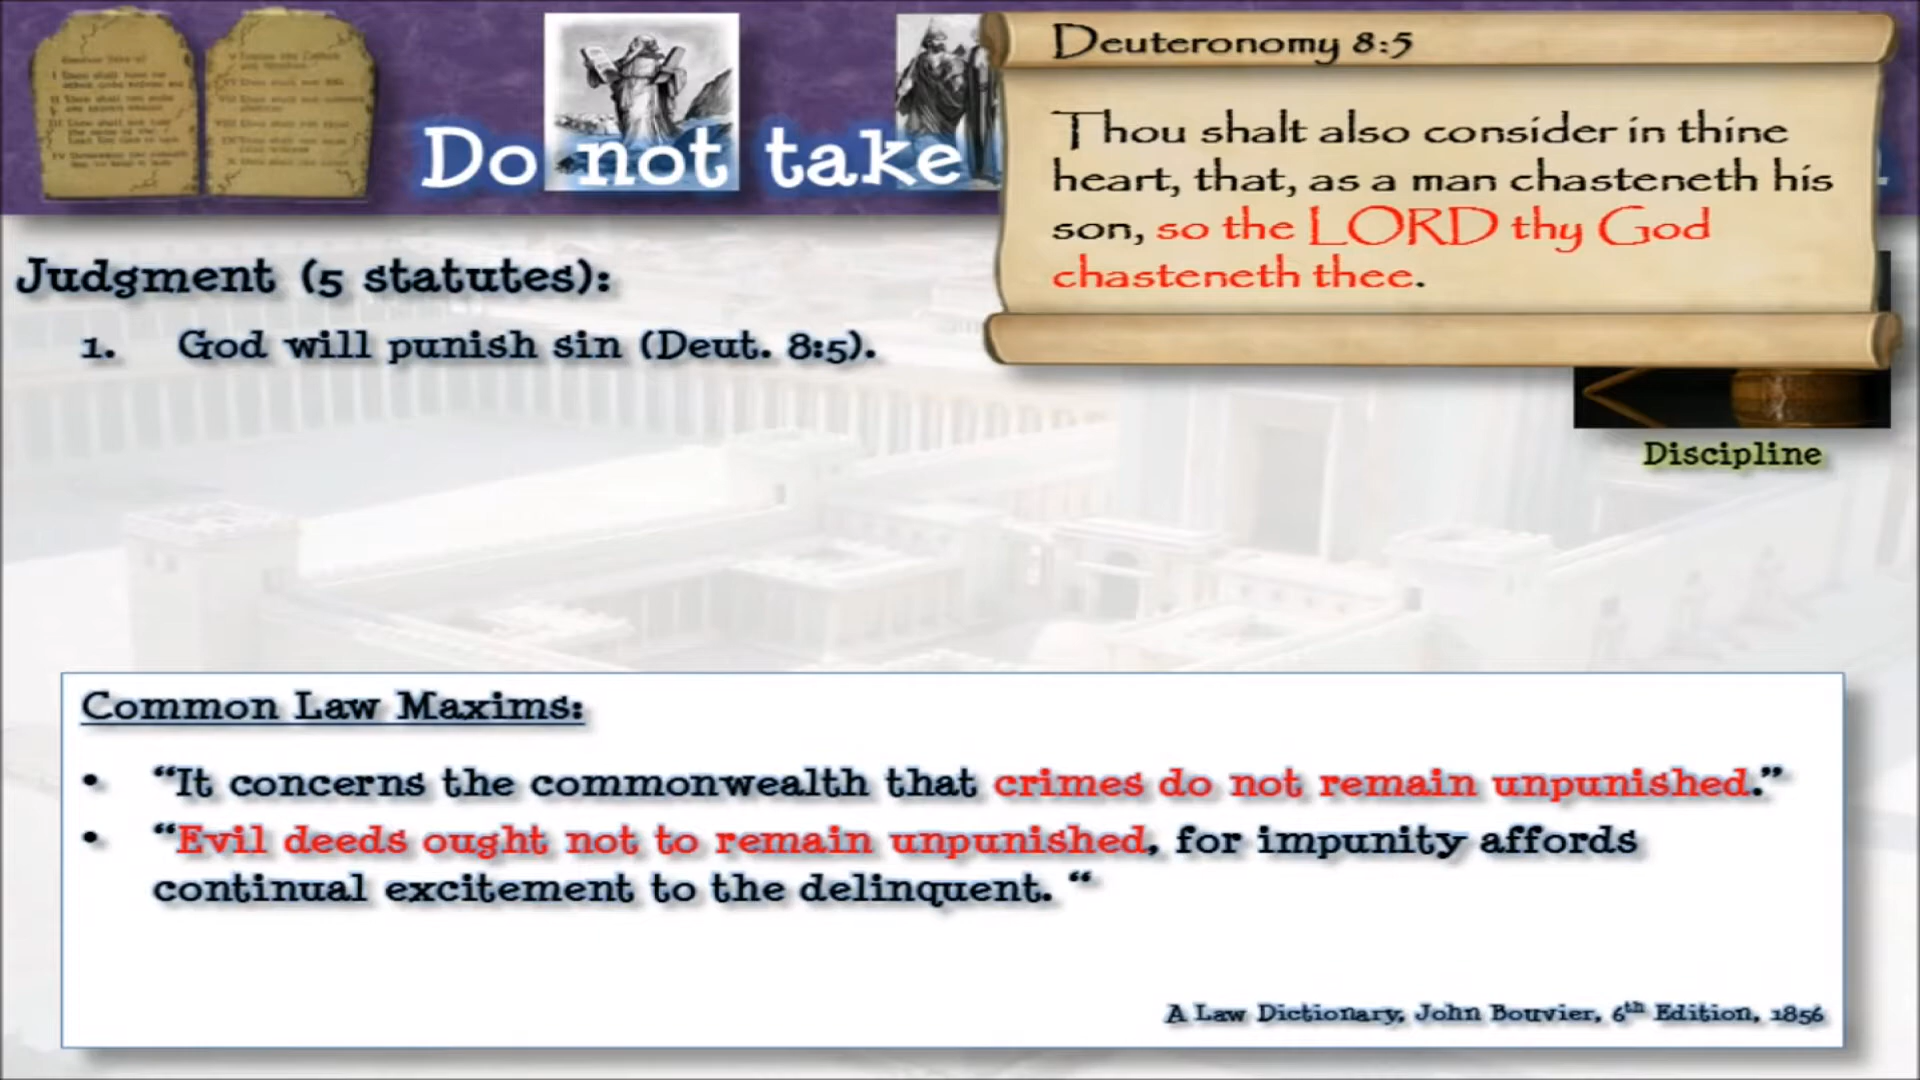 Do not take
Deuteronomy 8:5
Thou shalt also consider in thine
heart, that, as a man chasteneth his
son, so the LORD thy God
chasteneth thee.
Judgment (5 statutes):
1. God will punish sin (Deut. 8:5).
Discipline
Common Law Maxims:
• “It concerns the commonwealth that crimes do not remain unpunished.”
• “Evil deeds ought not to remain unpunished, for impunity affords
continual excitement to the delinquent. “
A Law Dictionary, John Bouvier, 6th Edition, 1856